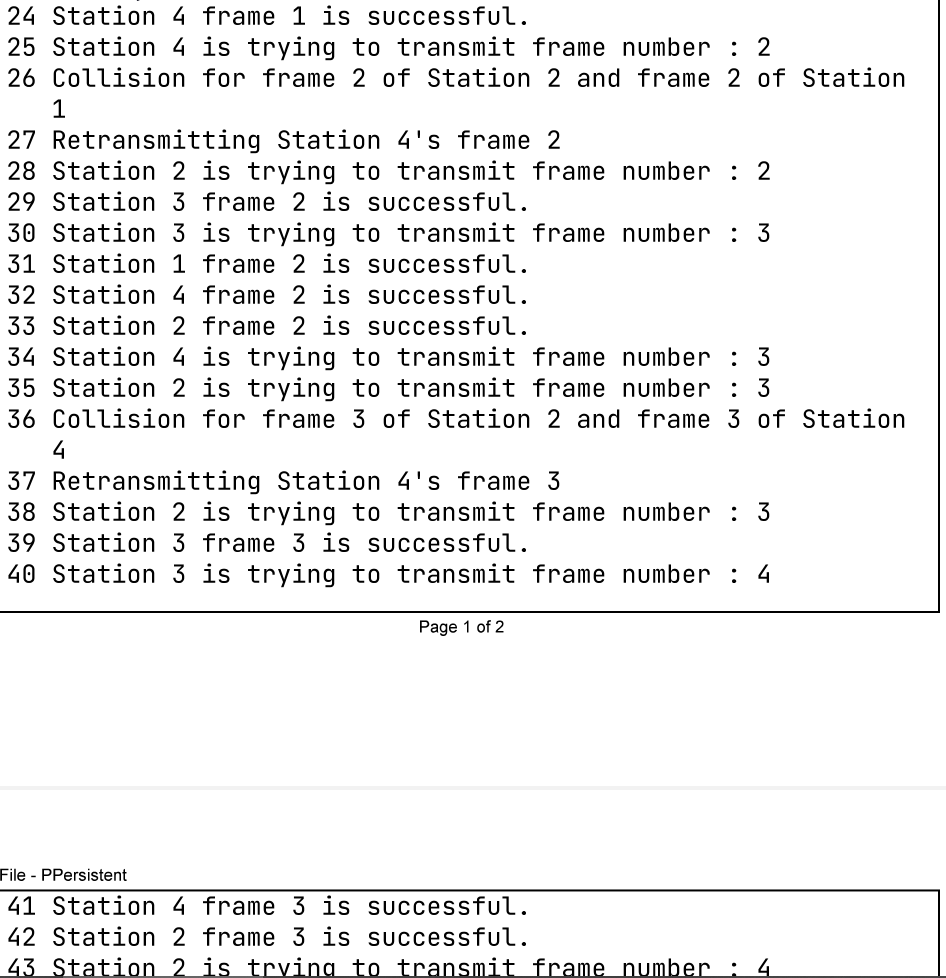 24 Station 4 frame 1 is successful.
25 Station 4 is trying to transmit frame number : 2
26 Collision for frame 2 of Station 2 and frame 2 of Station
1
27 Retransmitting Station 4's frame 2
28 Station 2 is trying to transmit frame number : 2
29 Station 3 frame 2 is successful.
30 Station 3 is trying to transmit frame number : 3
31 Station 1 frame 2 is successful.
32 Station 4 frame 2 is successful.
33 Station 2 frame 2 is successful.
34 Station 4 is trying to transmit frame number : 3
35 Station 2 is trying to transmit frame number : 3
36 Collision for frame 3 of Station 2 and frame 3 of Station
4
37 Retransmitting Station 4's frame 3
38 Station 2 is trying to transmit frame number : 3
39 Station 3 frame 3 is successful.
40 Station 3 is trying to transmit frame number : 4
Page 1 of 2
File - PPersistent
41 Station 4 frame 3 is successful.
42 Station 2 frame 3 is successful.
43 Station 2 is trying to transmit frame number : 4